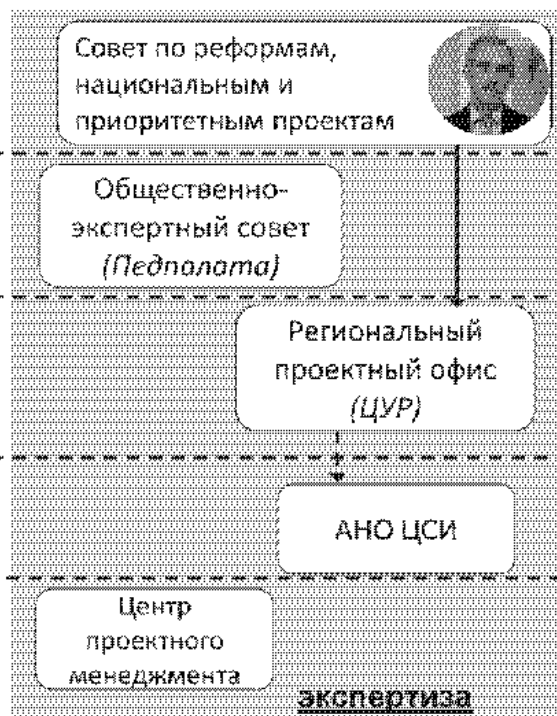 Совет по реформам,
национальным и
приоритетным проектам
Общественно-
экспертный совет
(Педпалата)
Региональный
проектный офис
(ЦУР)
АНО ЦСИ
Центр
проектного
менеджмента
экспертиза